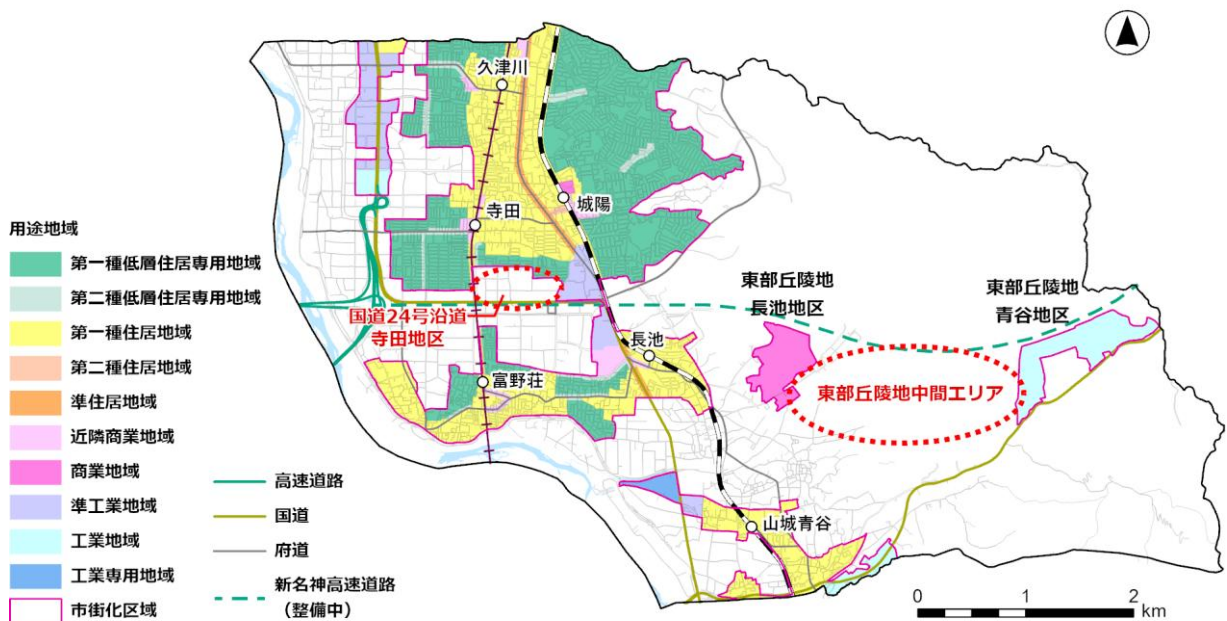 久津川
城陽
寺田
国道24号沿道
寺田地区
長池
富野荘
山城青谷
東部丘陵地
長池地区
東部丘陵地
青谷地区
東部丘陵地中間エリア
用途地域
第一種低層住居専用地域
第二種低層住居専用地域
第一種住居地域
第二種住居地域
準住居地域
近隣商業地域
商業地域
準工業地域
工業地域
工業専用地域
市街化区域
高速道路
国道
府道
新名神高速道路
（整備中）
0 1 2
km